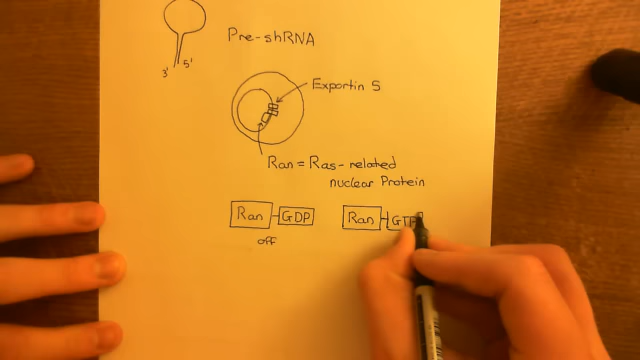 Pre-shRNA
3' 5'
Exportin 5
Ran = Ras-related
nuclear Protein
Ran GDP Ran GTP
off